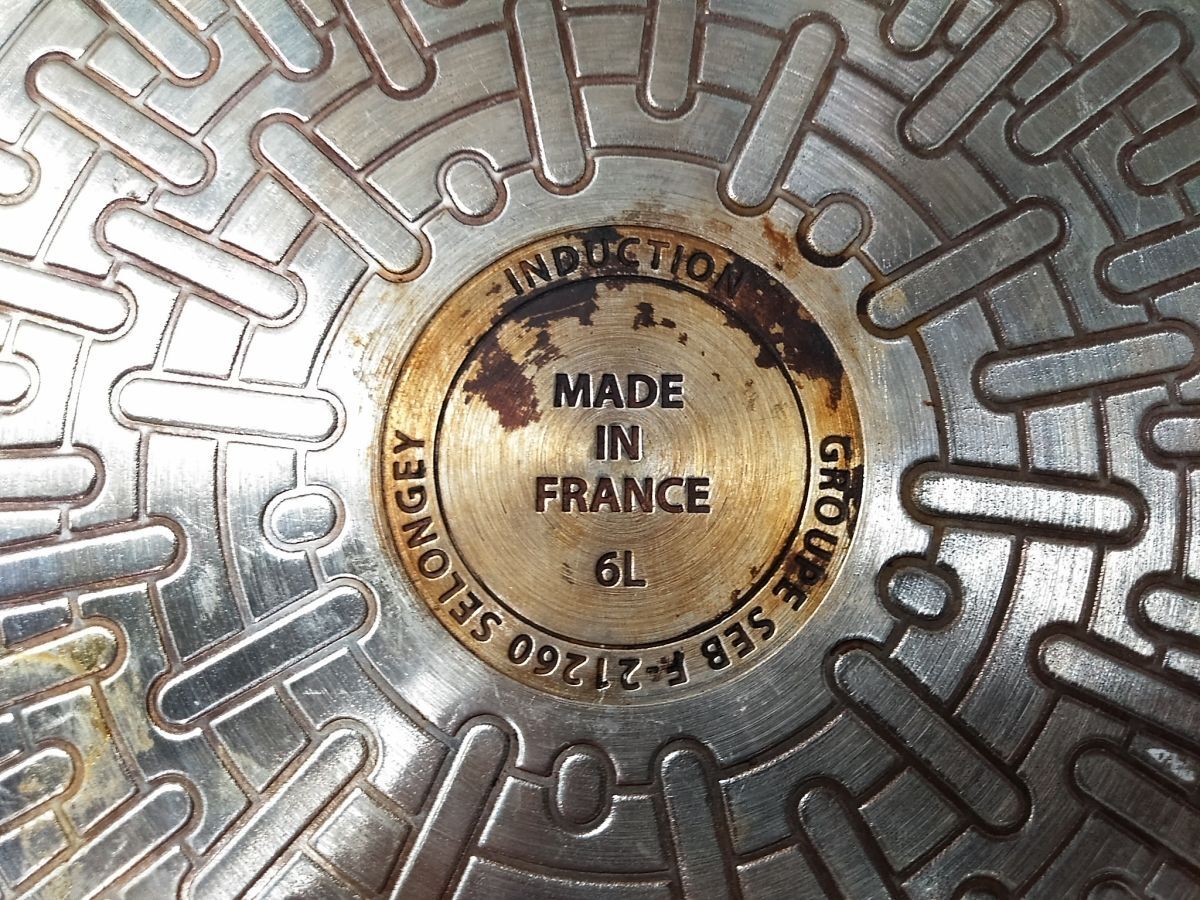 INDUCTION
MADE
IN
FRANCE
6L
GROUPE SEB F-21260 SELONGEY